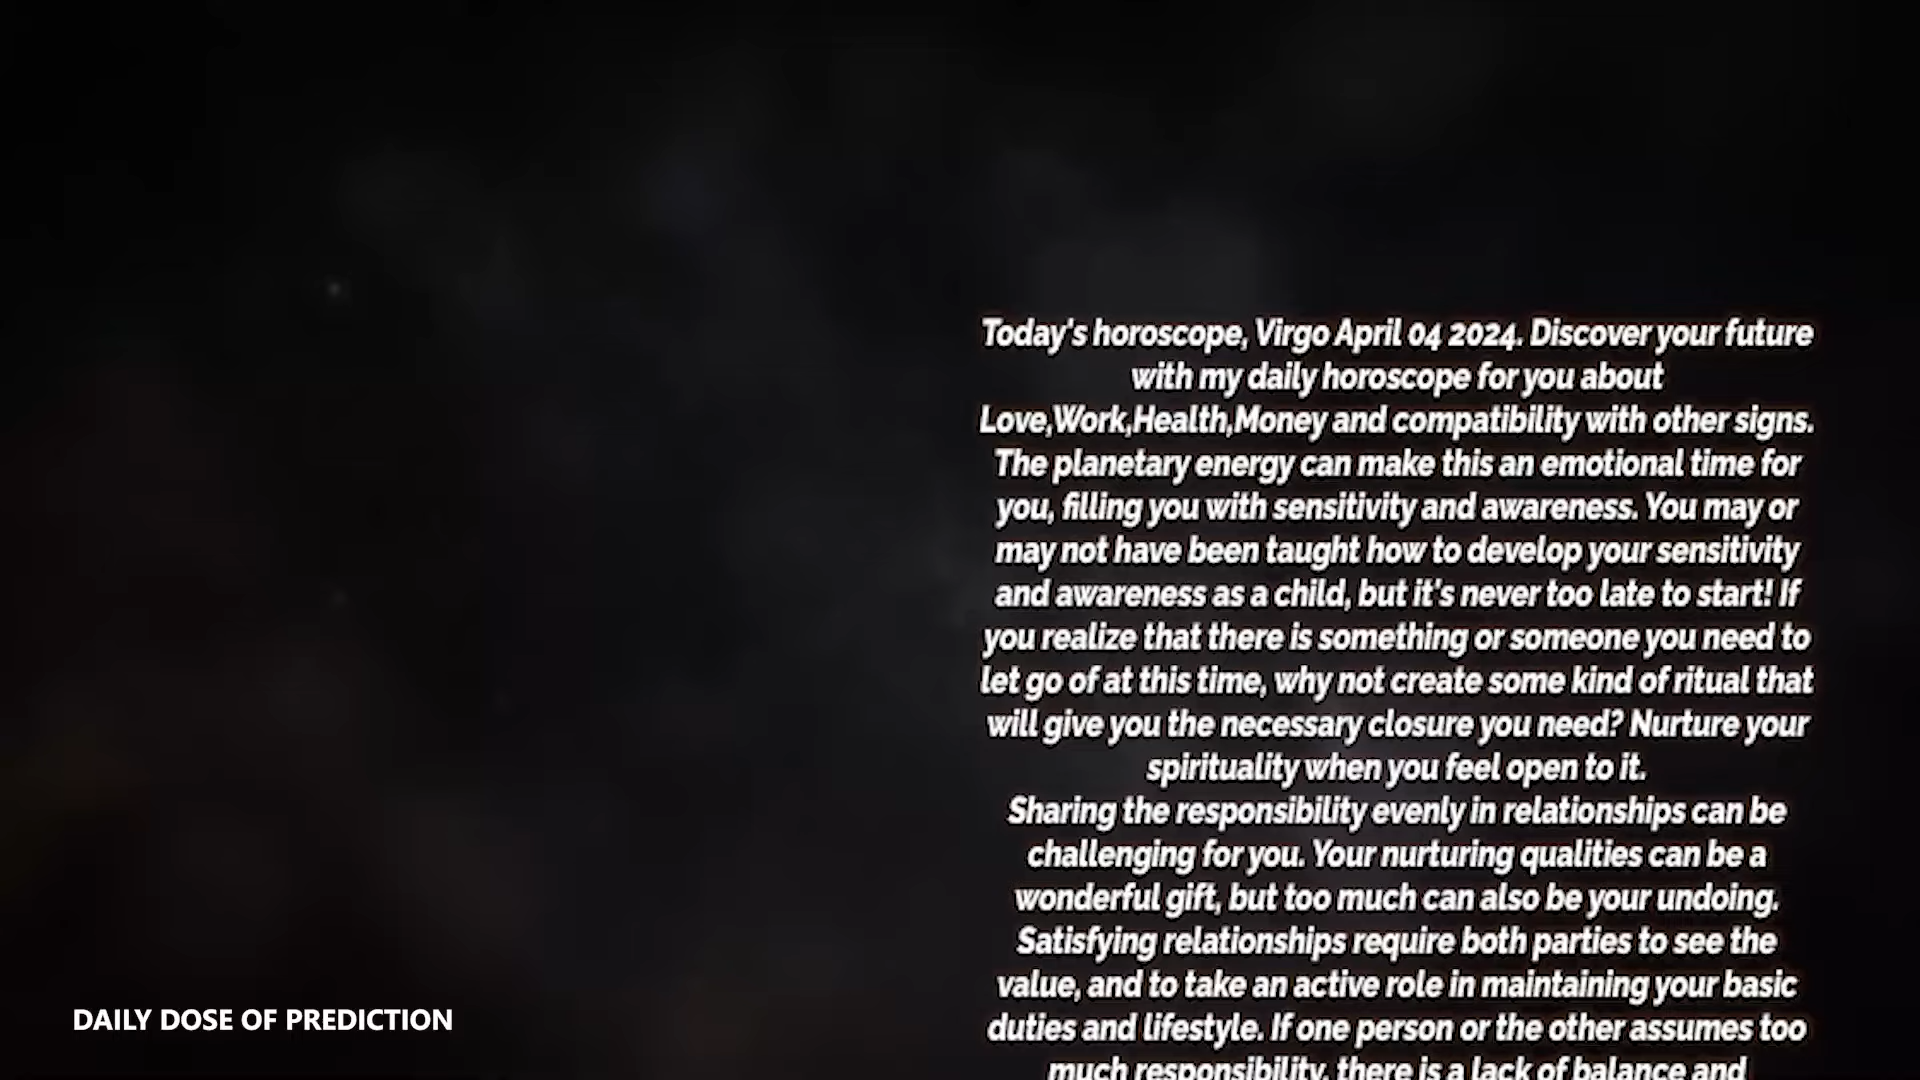 Today's horoscope, Virgo April 04 2024. Discover your future
with my daily horoscope for you about
Love,Work,Health,Money and compatibility with other signs.
The planetary energy can make this an emotional time for
you, filling you with sensitivity and awareness. You may or
may not have been taught how to develop your sensitivity
and awareness as a child, but it's never too late to start! If
you realize that there is something or someone you need to
let go of at this time, why not create some kind of ritual that
will give you the necessary closure you need? Nurture your
spirituality when you feel open to it.
Sharing the responsibility evenly in relationships can be
challenging for you. Your nurturing qualities can be a
wonderful gift, but too much can also be your undoing.
Satisfying relationships require both parties to see the
value, and to take an active role in maintaining your basic
duties and lifestyle. If one person or the other assumes too
much responsibility, there is a lack of balance and
DAILY DOSE OF PREDICTION